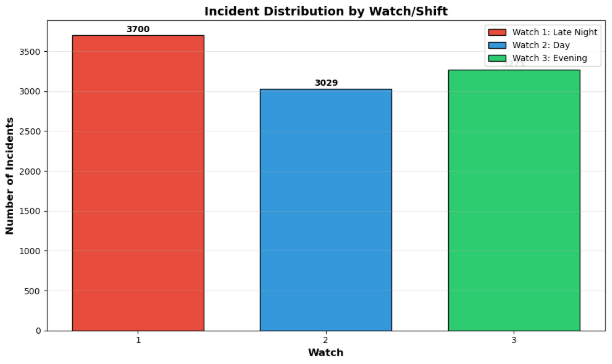 Incident Distribution by Watch/Shift
Number of Incidents
3500
3000
2500
2000
1500
1000
500
0
3700
3029
Watch 1: Late Night
Watch 2: Day
Watch 3: Evening
1
2
3
Watch